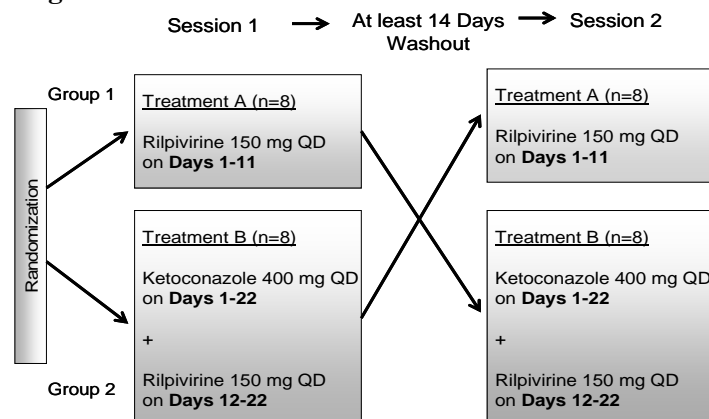 Session 1
At least 14 Days
Washout
Session 2
Group 1
Randomization
Treatment A (n=8)
Rilpivirine 150 mg QD
on Days 1-11
Treatment B (n=8)
Ketoconazole 400 mg QD
on Days 1-22
+
Rilpivirine 150 mg QD
on Days 12-22
Group 2
Treatment A (n=8)
Rilpivirine 150 mg QD
on Days 1-11
Treatment B (n=8)
Ketoconazole 400 mg QD
on Days 1-22
+
Rilpivirine 150 mg QD
on Days 12-22